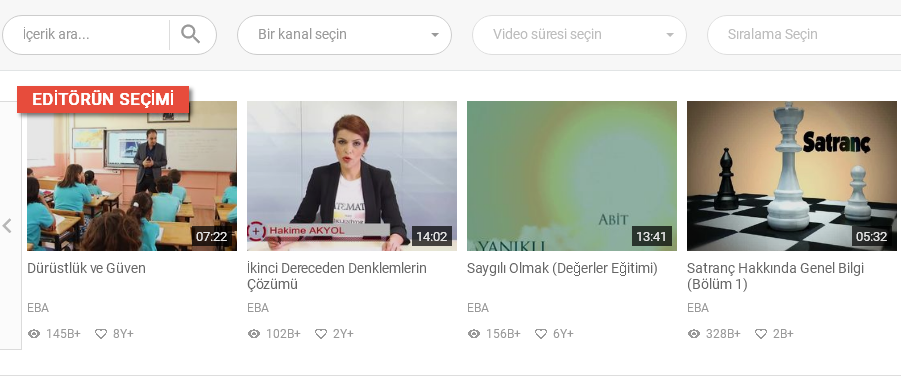 İçerik ara...
Bir kanal seçin
Video süresi seçin
Sıralama Seçin
EDİTÖRÜN SEÇİMİ
Hakime AKYOL
ABİT
YANIKLI
Satranç
07:22
14:02
13:41
05:32
Dürüstlük ve Güven
İkinci Dereceden Denklemlerin
Çözümü
Saygılı Olmak (Değerler Eğitimi)
Satranç Hakkında Genel Bilgi
(Bölüm 1)
EBA
EBA
EBA
EBA
145B+ 8Y+
102B+ 2Y+
156B+ 6Y+
328B+ 2B+